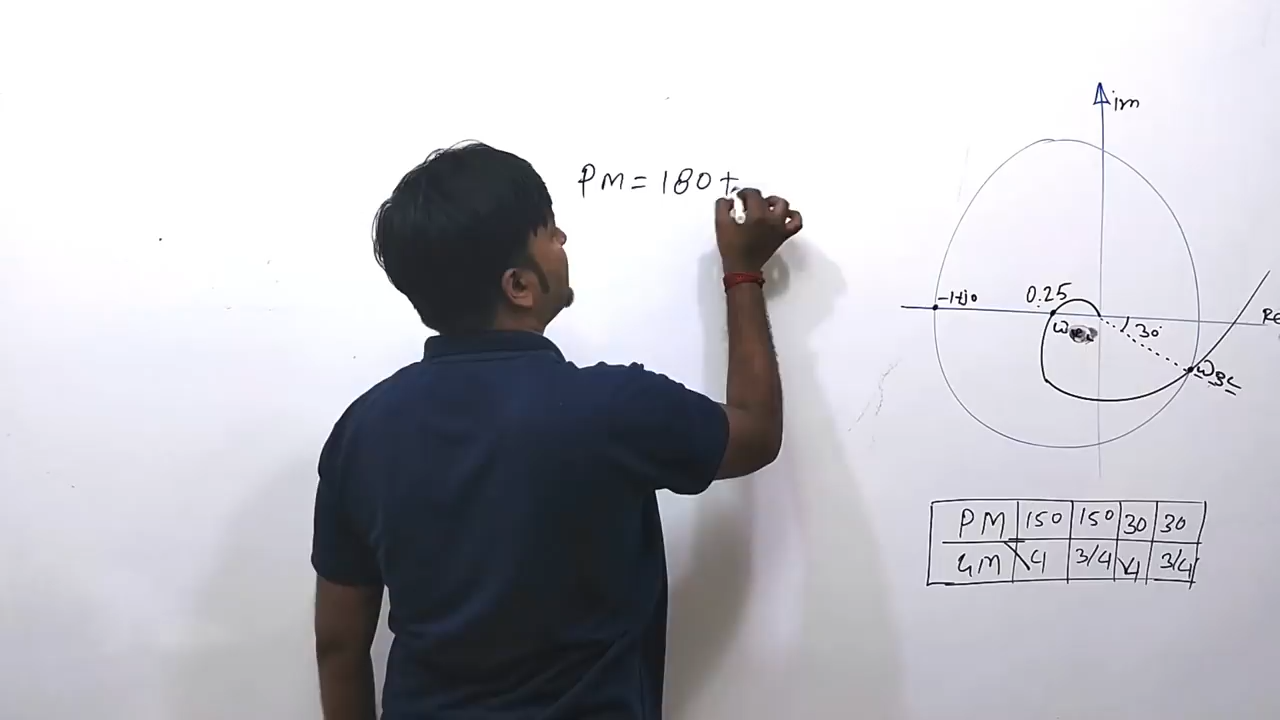 PM = 180 +
im
-1+j0
0.25
Re
30°
ωgc
PM 150 150 30 30
GM 4 3/4 4 3/4